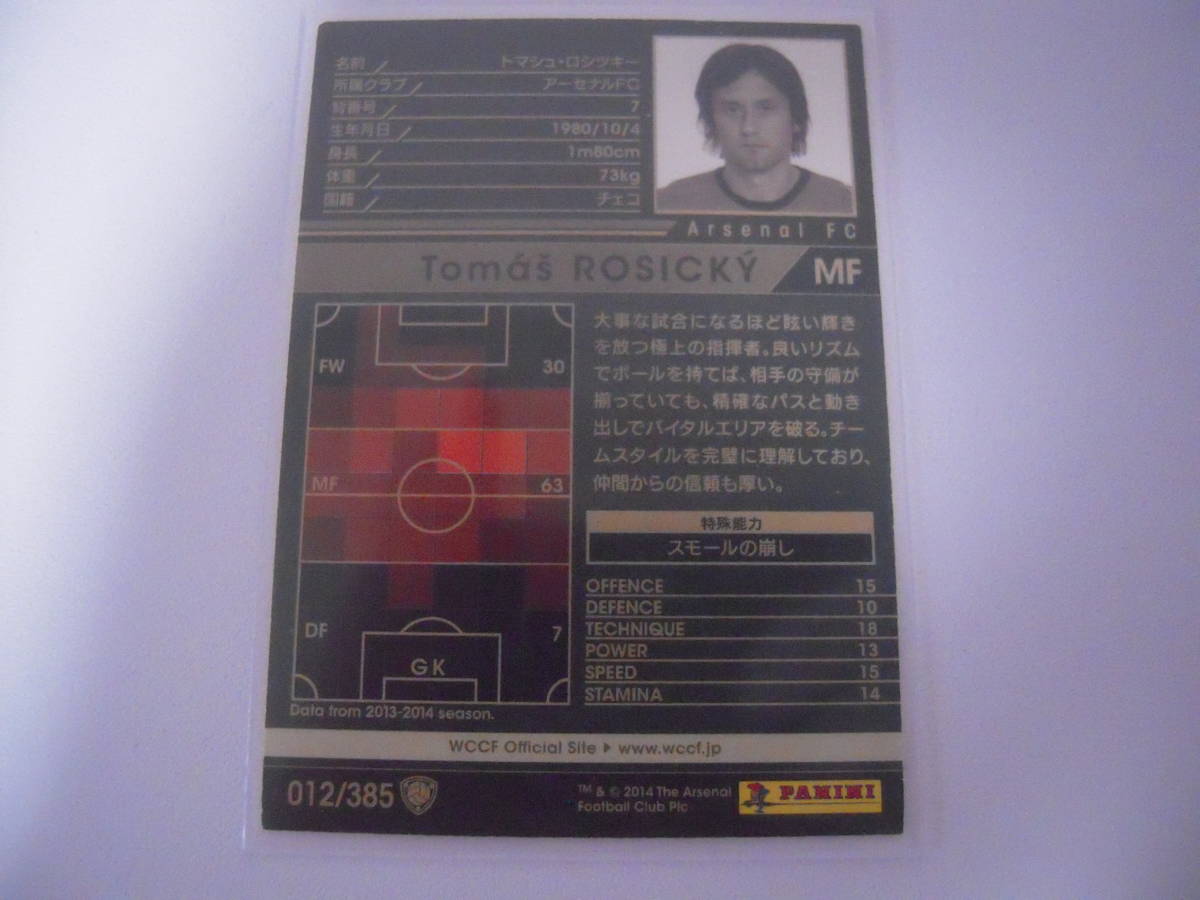 名前 トマシュ・ロシツキー
所属クラブ アーセナルFC
背番号 7
生年月日 1980/10/4
身長 1m80cm
体重 73kg
国籍 チェコ
Arsenal FC
Tomáš ROSICKÝ MF
FW 30
MF 63
DF 7
GK
Data from 2013-2014 season.
大事な試合になるほど眩い輝き
を放つ極上の指揮者。良いリズム
でボールを持てば、相手の守備が
揃っていても、精確なパスと動き
出しでバイタルエリアを破る。チー
ムスタイルを完璧に理解しており、
仲間からの信頼も厚い。
特殊能力
スモールの崩し
OFFENCE 15
DEFENCE 10
TECHNIQUE 18
POWER 13
SPEED 15
STAMINA 14
WCCF Official Site ▶ www.wccf.jp
012/385
™ & © 2014 The Arsenal
Football Club Plc
PANINI